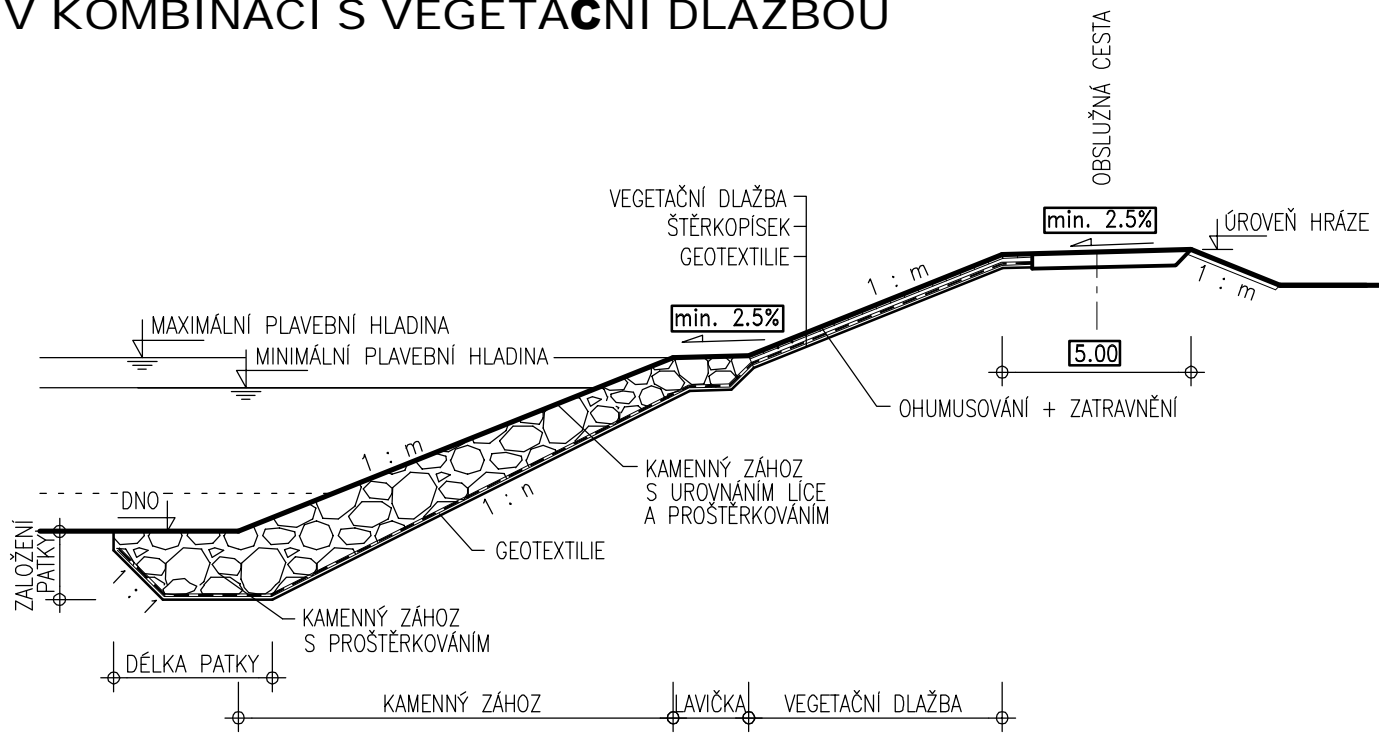 V KOMBINACI S VEGETAČNÍ DLAŽBOU
OBSLUŽNÁ CESTA
VEGETAČNÍ DLAŽBA
ŠTĚRKOPÍSEK
GEOTEXTILIE
min. 2.5%
ÚROVEŇ HRÁZE
1 : m
1 : m
min. 2.5%
MAXIMÁLNÍ PLAVEBNÍ HLADINA
MINIMÁLNÍ PLAVEBNÍ HLADINA
5.00
OHUMUSOVÁNÍ + ZATRAVNĚNÍ
1 : m
KAMENNÝ ZÁHOZ
S UROVNÁNÍM LÍCE
A PROŠTĚRKOVÁNÍM
1 : n
DNO
GEOTEXTILIE
ZALOŽENÍ
PATKY
1 : 1
KAMENNÝ ZÁHOZ
S PROŠTĚRKOVÁNÍM
DÉLKA PATKY
KAMENNÝ ZÁHOZ
LAVIČKA
VEGETAČNÍ DLAŽBA